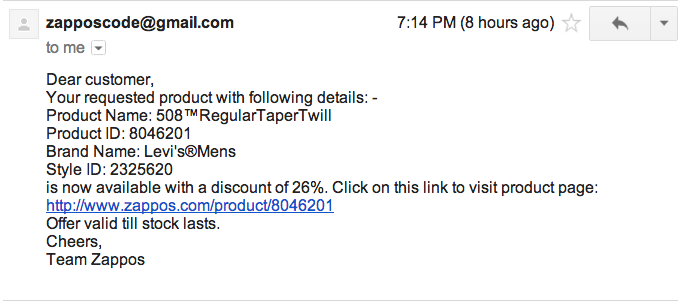 zapposcode@gmail.com 7:14 PM (8 hours ago)
to me
Dear customer,
Your requested product with following details: -
Product Name: 508™RegularTaperTwill
Product ID: 8046201
Brand Name: Levi's®Mens
Style ID: 2325620
is now available with a discount of 26%. Click on this link to visit product page:
http://www.zappos.com/product/8046201
Offer valid till stock lasts.
Cheers,
Team Zappos